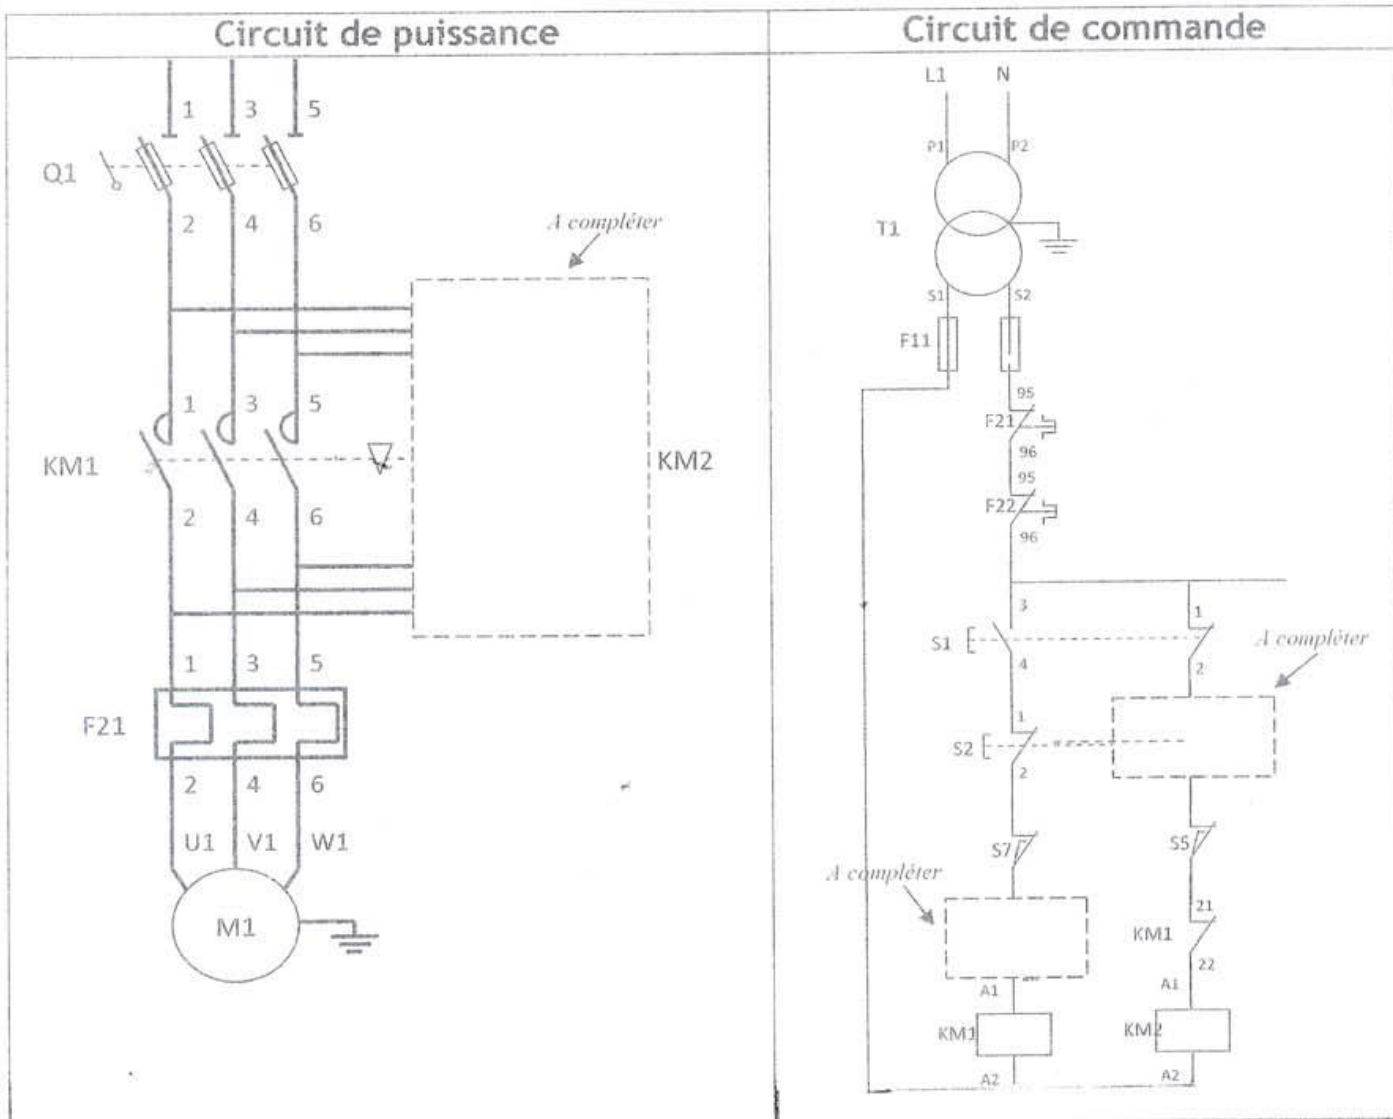 Circuit de puissance
1 3 5
Q1
2 4 6
A compléter
1 3 5
KM1
KM2
2 4 6
1 3 5
F21
2 4 6
U1 V1 W1
M1
Circuit de commande
L1 N
P1 P2
T1
S1 S2
F11
95
F21
96
95
F22
96
3 1
S1
4 2
A compléter
1
S2
2
S7 S5
A compléter
21
KM1
22
A1 A1
KM1 KM2
A2 A2